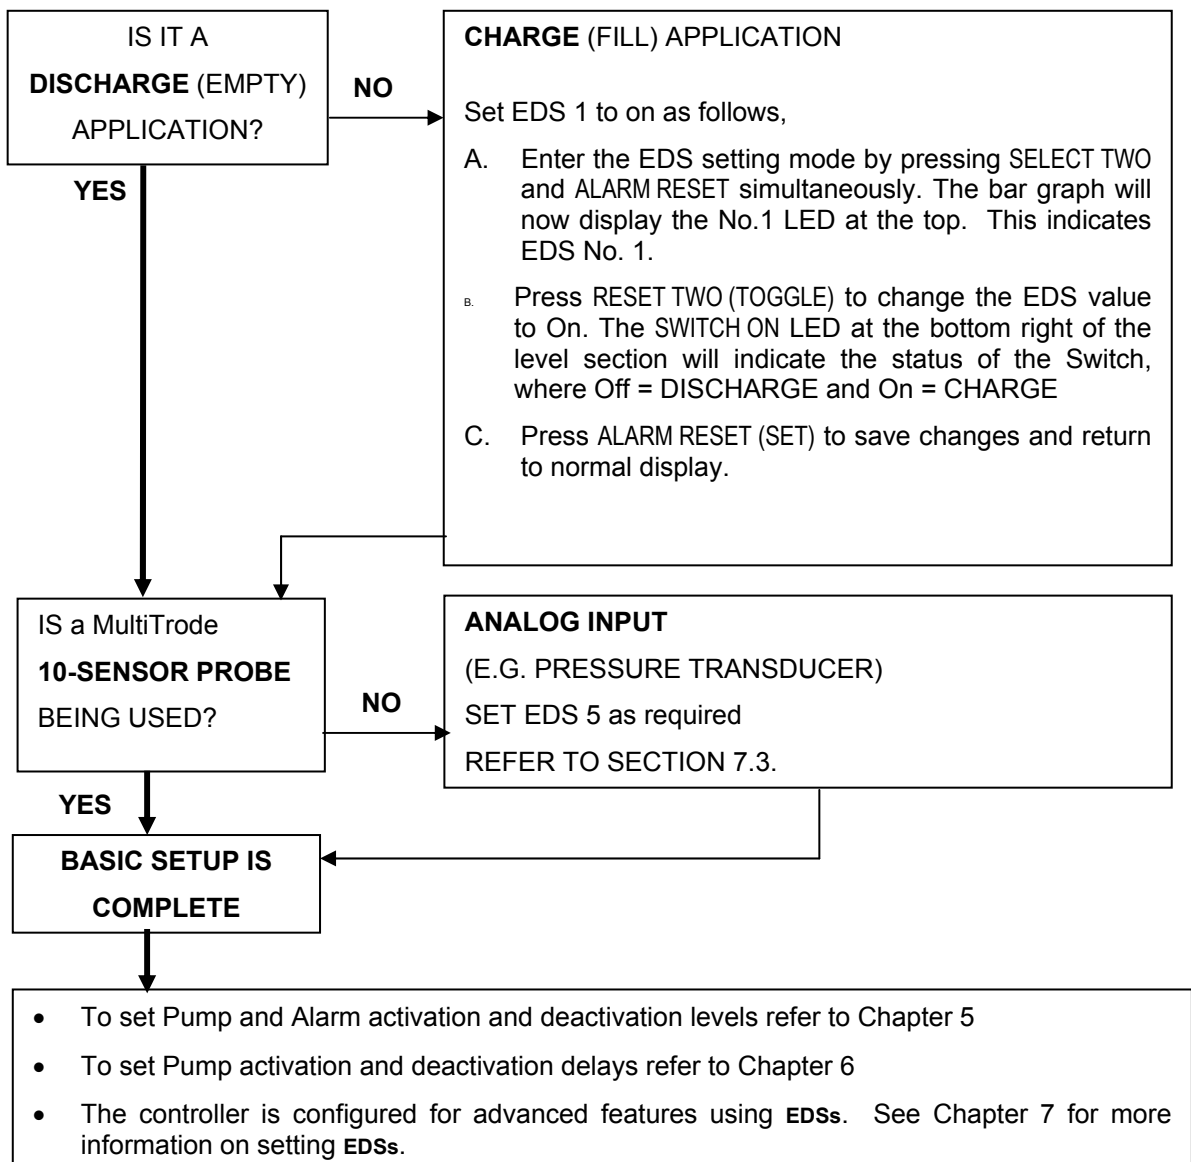 IS IT A
DISCHARGE (EMPTY)
APPLICATION?
NO
YES
CHARGE (FILL) APPLICATION
Set EDS 1 to on as follows,
A. Enter the EDS setting mode by pressing SELECT TWO
and ALARM RESET simultaneously. The bar graph will
now display the No.1 LED at the top. This indicates
EDS No. 1.
B. Press RESET TWO (TOGGLE) to change the EDS value
to On. The SWITCH ON LED at the bottom right of the
level section will indicate the status of the Switch,
where Off = DISCHARGE and On = CHARGE
C. Press ALARM RESET (SET) to save changes and return
to normal display.
IS a MultiTrode
10-SENSOR PROBE
BEING USED?
NO
YES
ANALOG INPUT
(E.G. PRESSURE TRANSDUCER)
SET EDS 5 as required
REFER TO SECTION 7.3.
BASIC SETUP IS
COMPLETE
• To set Pump and Alarm activation and deactivation levels refer to Chapter 5
• To set Pump activation and deactivation delays refer to Chapter 6
• The controller is configured for advanced features using EDSs. See Chapter 7 for more
information on setting EDSs.